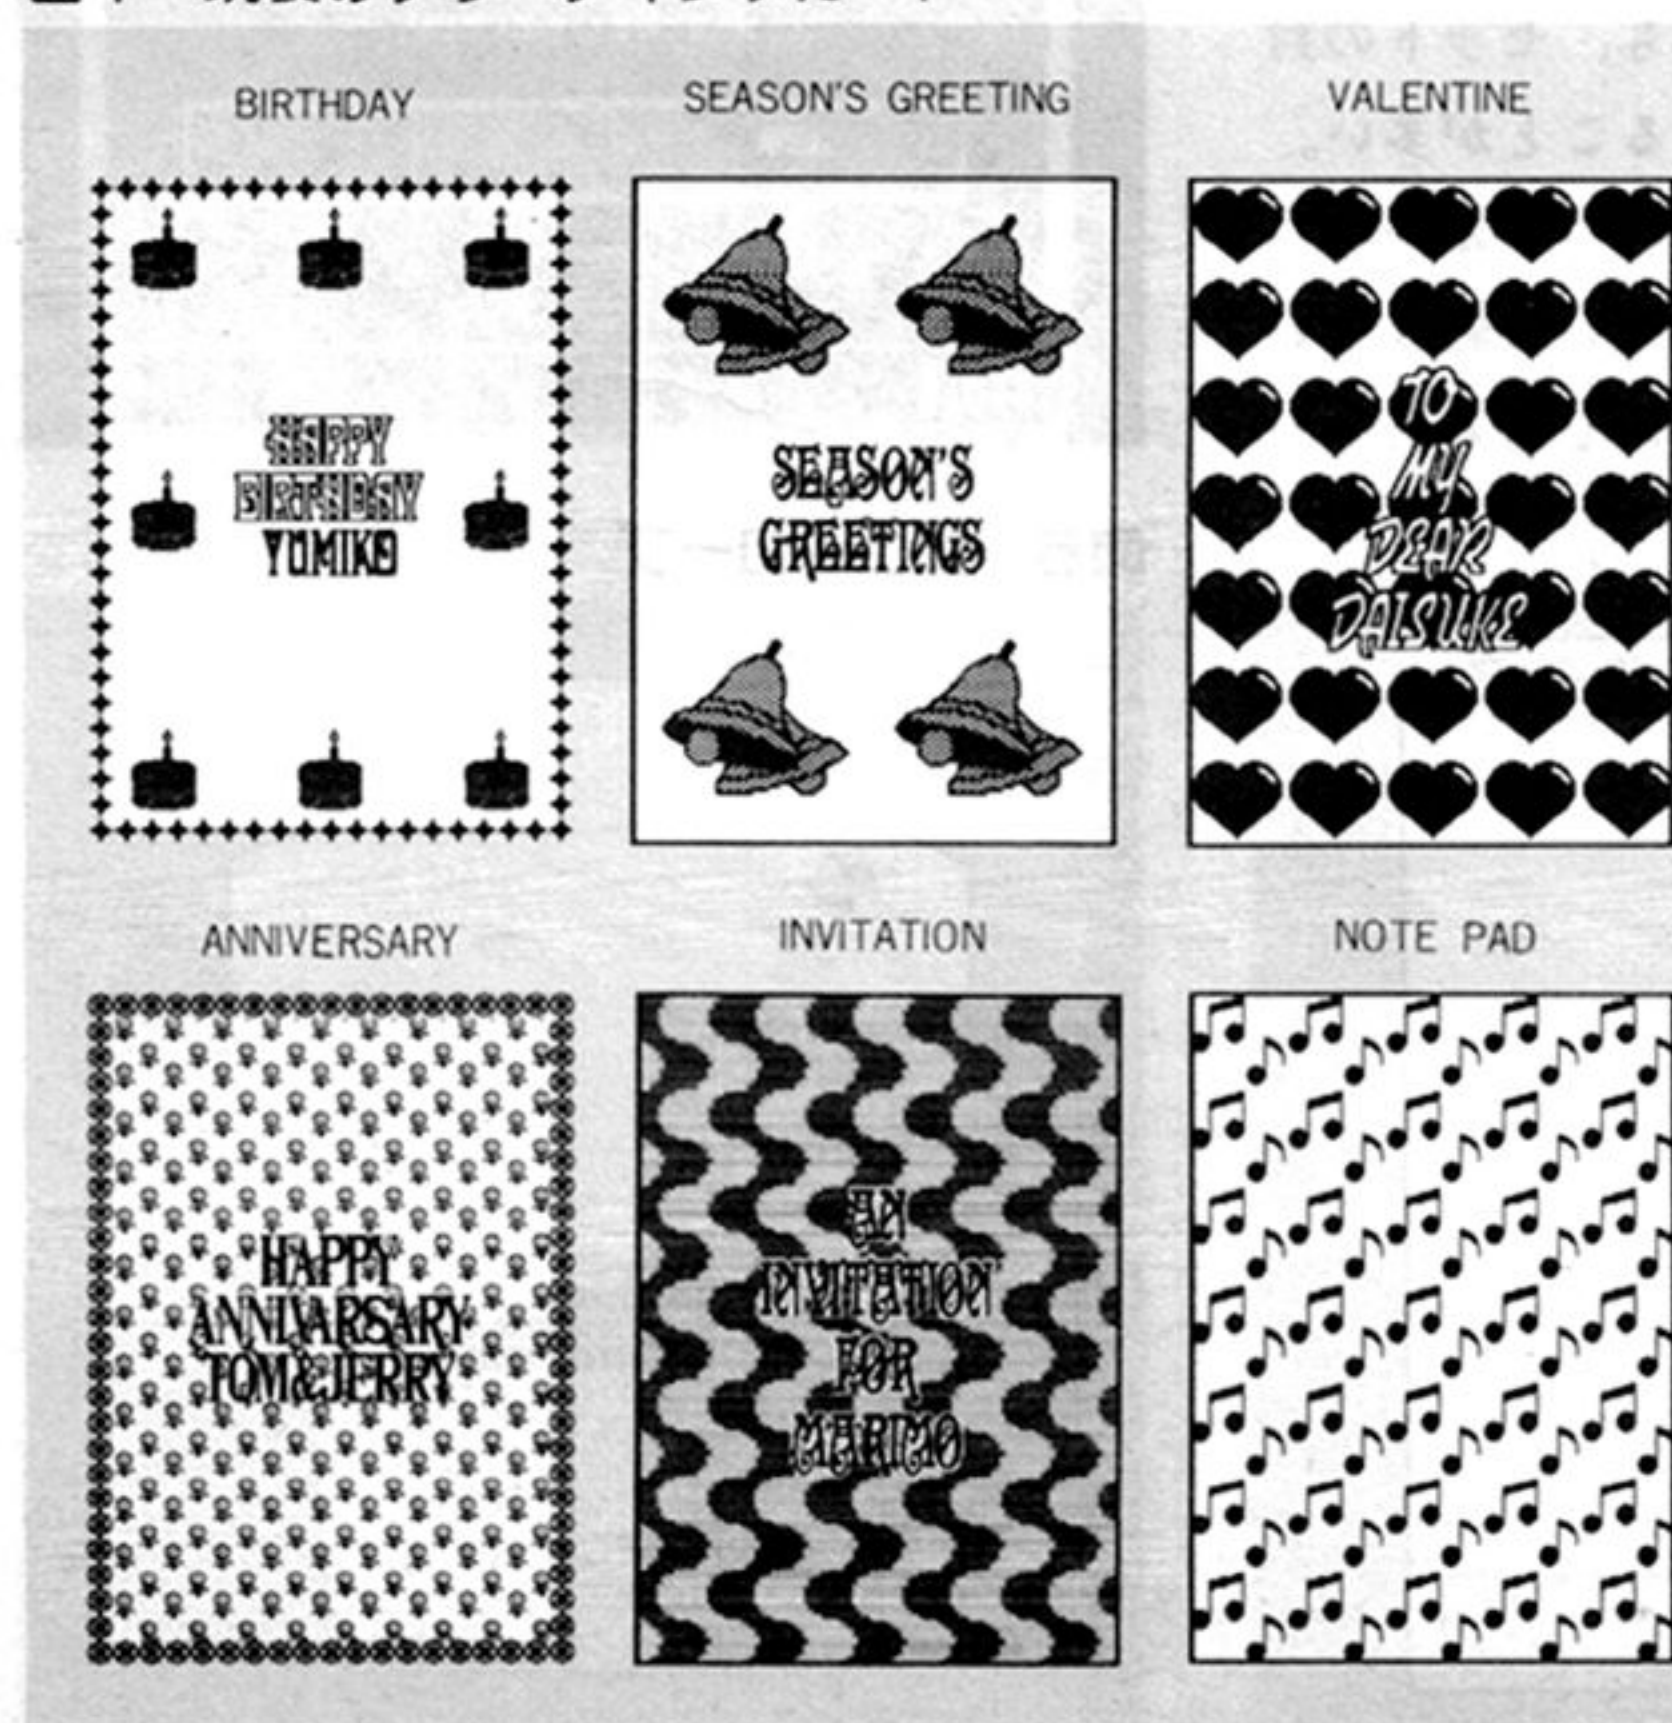 BIRTHDAY
SEASON'S GREETING
VALENTINE
HAPPY
BIRTHDAY
YUMIKO
SEASON'S
GREETINGS
TO
MY
DEAR
DAISUKE
ANNIVERSARY
INVITATION
NOTE PAD
HAPPY
ANNIVARSARY
TOM&JERRY
AN
INVITATION
FOR
MARIMO